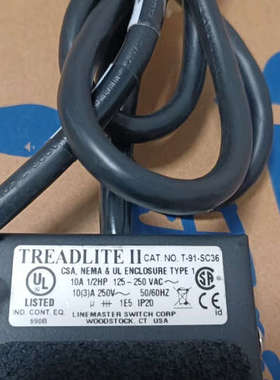 TREADLITE II CAT. NO. T-91-SC36
CSA, NEMA & UL ENCLOSURE TYPE 1
10A 1/2HP 125-250 VAC~
10(3)A 250V~ 50/60HZ
µ 1E5 IP20
UL
LISTED
IND. CONT. EQ.
990B
LINEMASTER SWITCH CORP
WOODSTOCK, CT USA